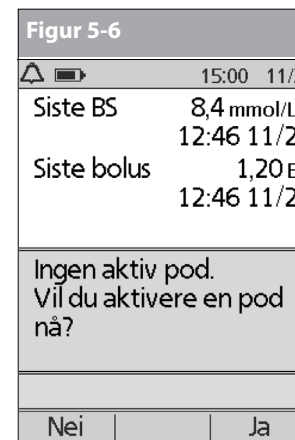 Figur 5-6
15:00 11/
Siste BS 8,4 mmol/L
12:46 11/2
Siste bolus 1,20 E
12:46 11/2
Ingen aktiv pod.
Vil du aktivere en pod
nå?
Nei Ja